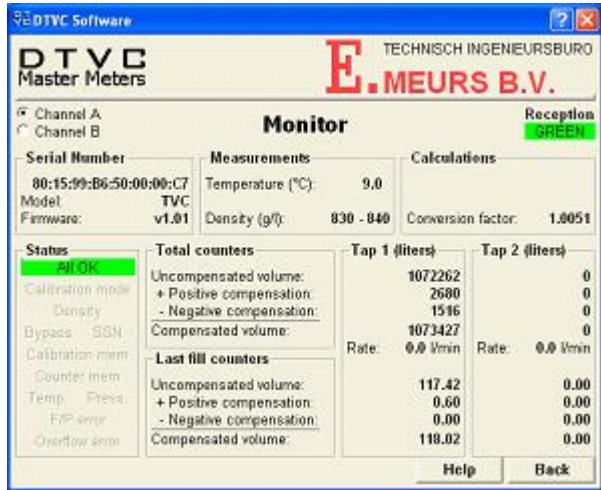 DTVC Software
DTVC
Master Meters
TECHNISCH INGENIEURSBURO
E. MEURS B.V.
Channel A
Channel B
Monitor
Reception
GREEN
Serial Number
80:15:99:B6:50:00:00:C7
Model: TVC
Firmware: v1.01
Measurements
Temperature (°C): 9.0
Density (g/l): 830 - 840
Calculations
Conversion factor: 1.0051
Status
All OK
Calibration mode
Density
Bypass SSN
Calibration mem
Counter mem
Temp. Press.
F/P error
Overflow error
Total counters
Uncompensated volume:
+ Positive compensation:
- Negative compensation:
Compensated volume:
Last fill counters
Uncompensated volume:
+ Positive compensation:
- Negative compensation:
Compensated volume:
Tap 1 (liters)
1072262
2680
1516
1073427
Rate: 0.0 l/min
117.42
0.60
0.00
118.02
Tap 2 (liters)
0
0
0
0
Rate: 0.0 l/min
0.00
0.00
0.00
0.00
Help
Back